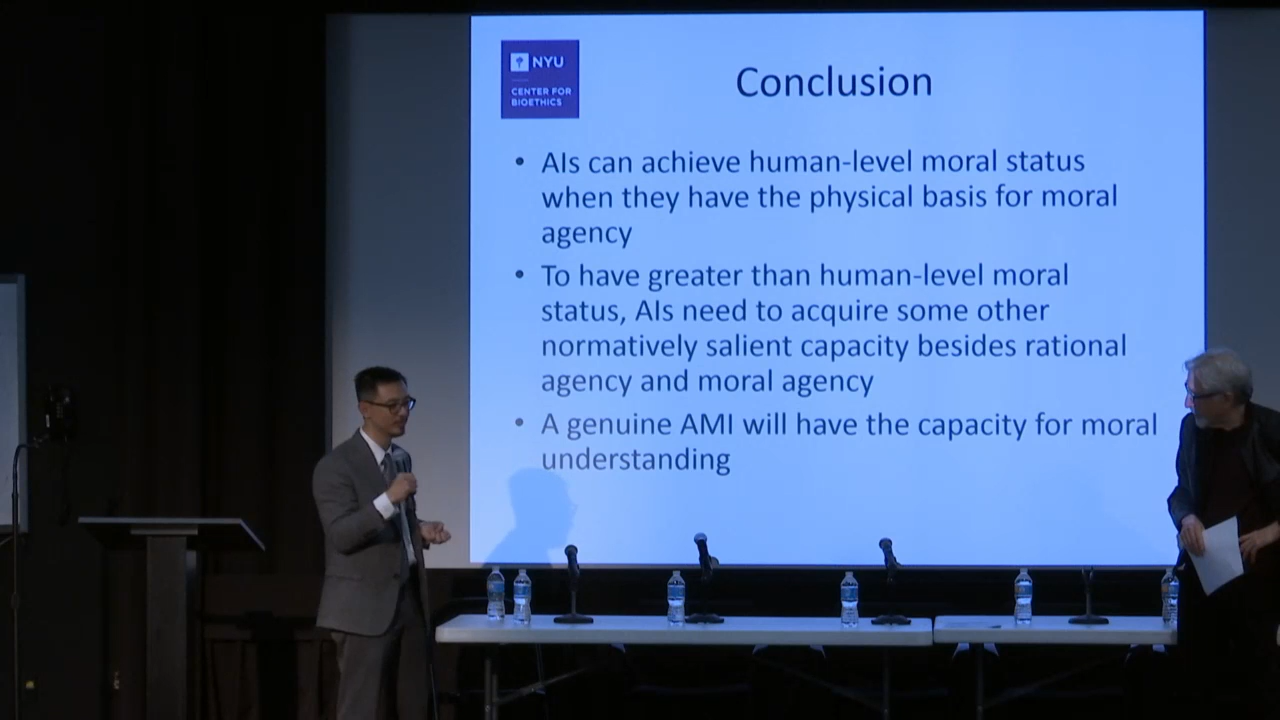 NYU
CENTER FOR
BIOETHICS
Conclusion
• AIs can achieve human-level moral status
when they have the physical basis for moral
agency
• To have greater than human-level moral
status, AIs need to acquire some other
normatively salient capacity besides rational
agency and moral agency
• A genuine AMI will have the capacity for moral
understanding